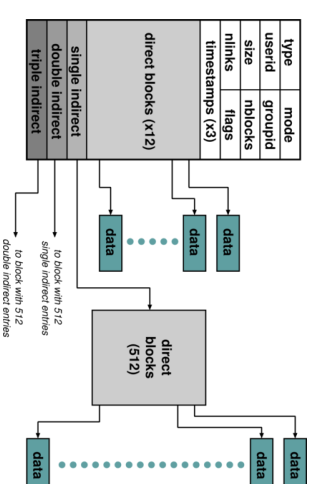 type
mode
userid
groupid
size
nblocks
nlinks
flags
timestamps (x3)
direct blocks (x12)
single indirect
double indirect
triple indirect
data
data
data
to block with 512
single indirect entries
to block with 512
double indirect entries
direct
blocks
(512)
data
data
data